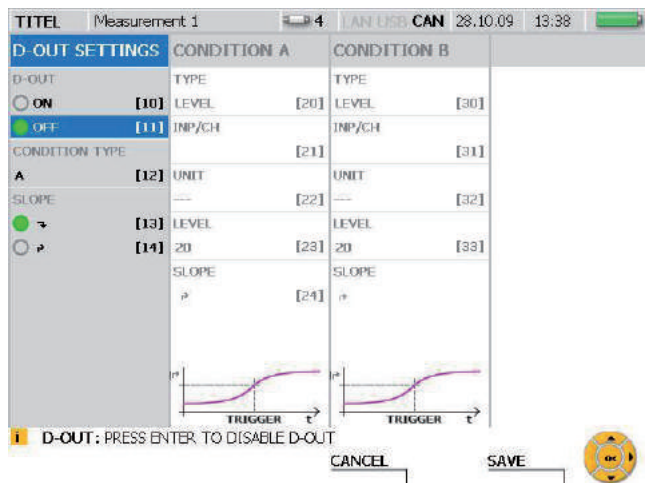 TITEL Measurement 1 4 LAN USB CAN 28.10.09 13:38
D-OUT SETTINGS CONDITION A CONDITION B
D-OUT TYPE TYPE
ON [10] LEVEL [20] LEVEL [30]
OFF [11] INP/CH INP/CH
CONDITION TYPE [21] [31]
A [12] UNIT UNIT
SLOPE --- [22] --- [32]
[13] LEVEL LEVEL
[14] 20 [23] 20 [33]
SLOPE SLOPE
[24]
TRIGGER t TRIGGER t
i D-OUT: PRESS ENTER TO DISABLE D-OUT
CANCEL SAVE OK